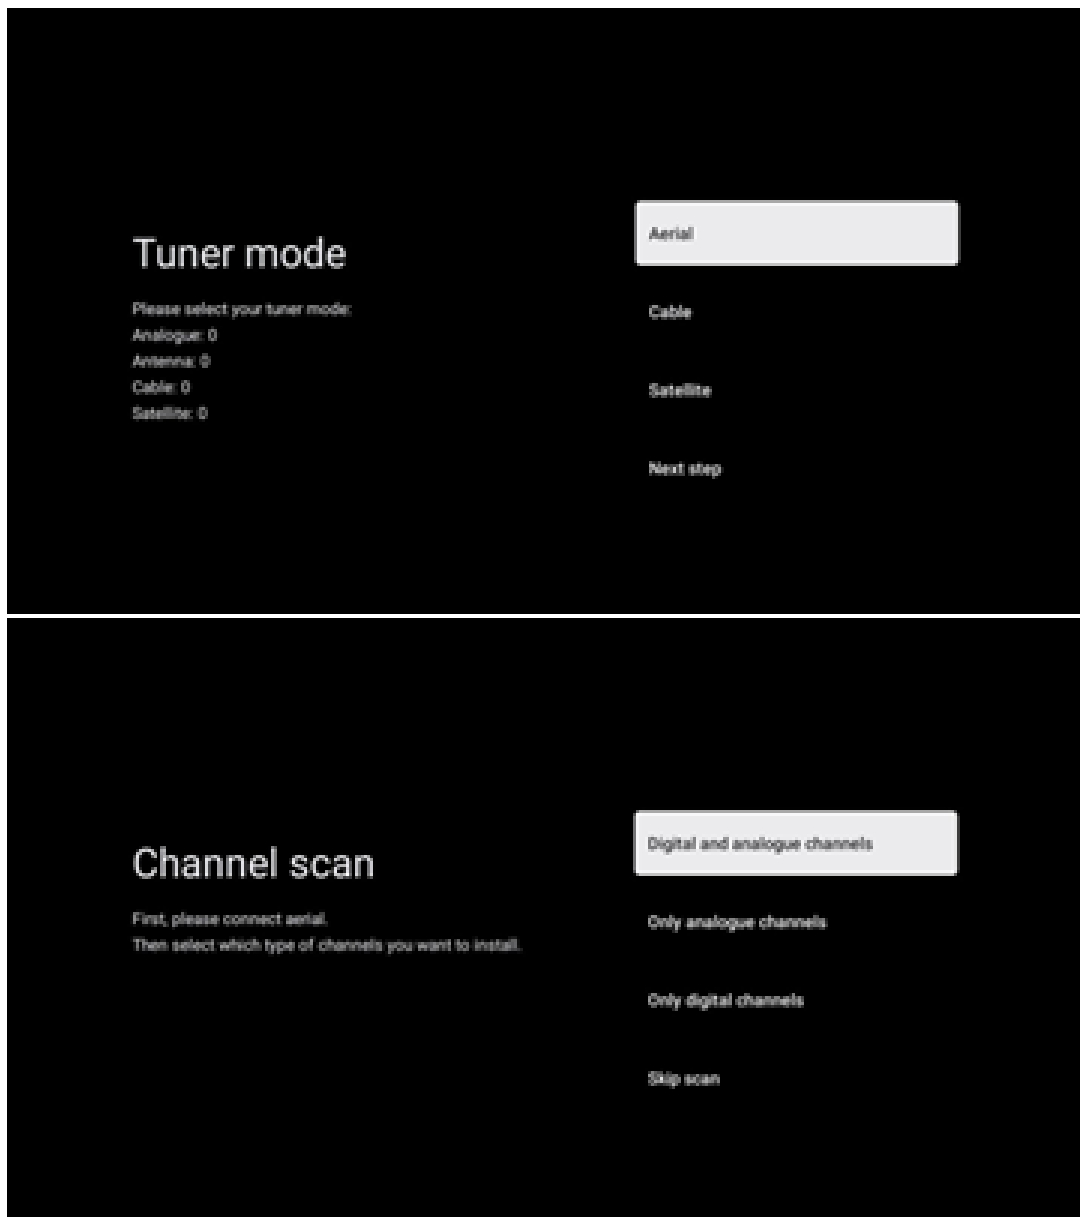 Tuner mode
Please select your tuner mode:
Analogue: 0
Antenna: 0
Cable: 0
Satellite: 0
Aerial
Cable
Satellite
Next step
Channel scan
First, please connect aerial.
Then select which type of channels you want to install.
Digital and analogue channels
Only analogue channels
Only digital channels
Skip scan